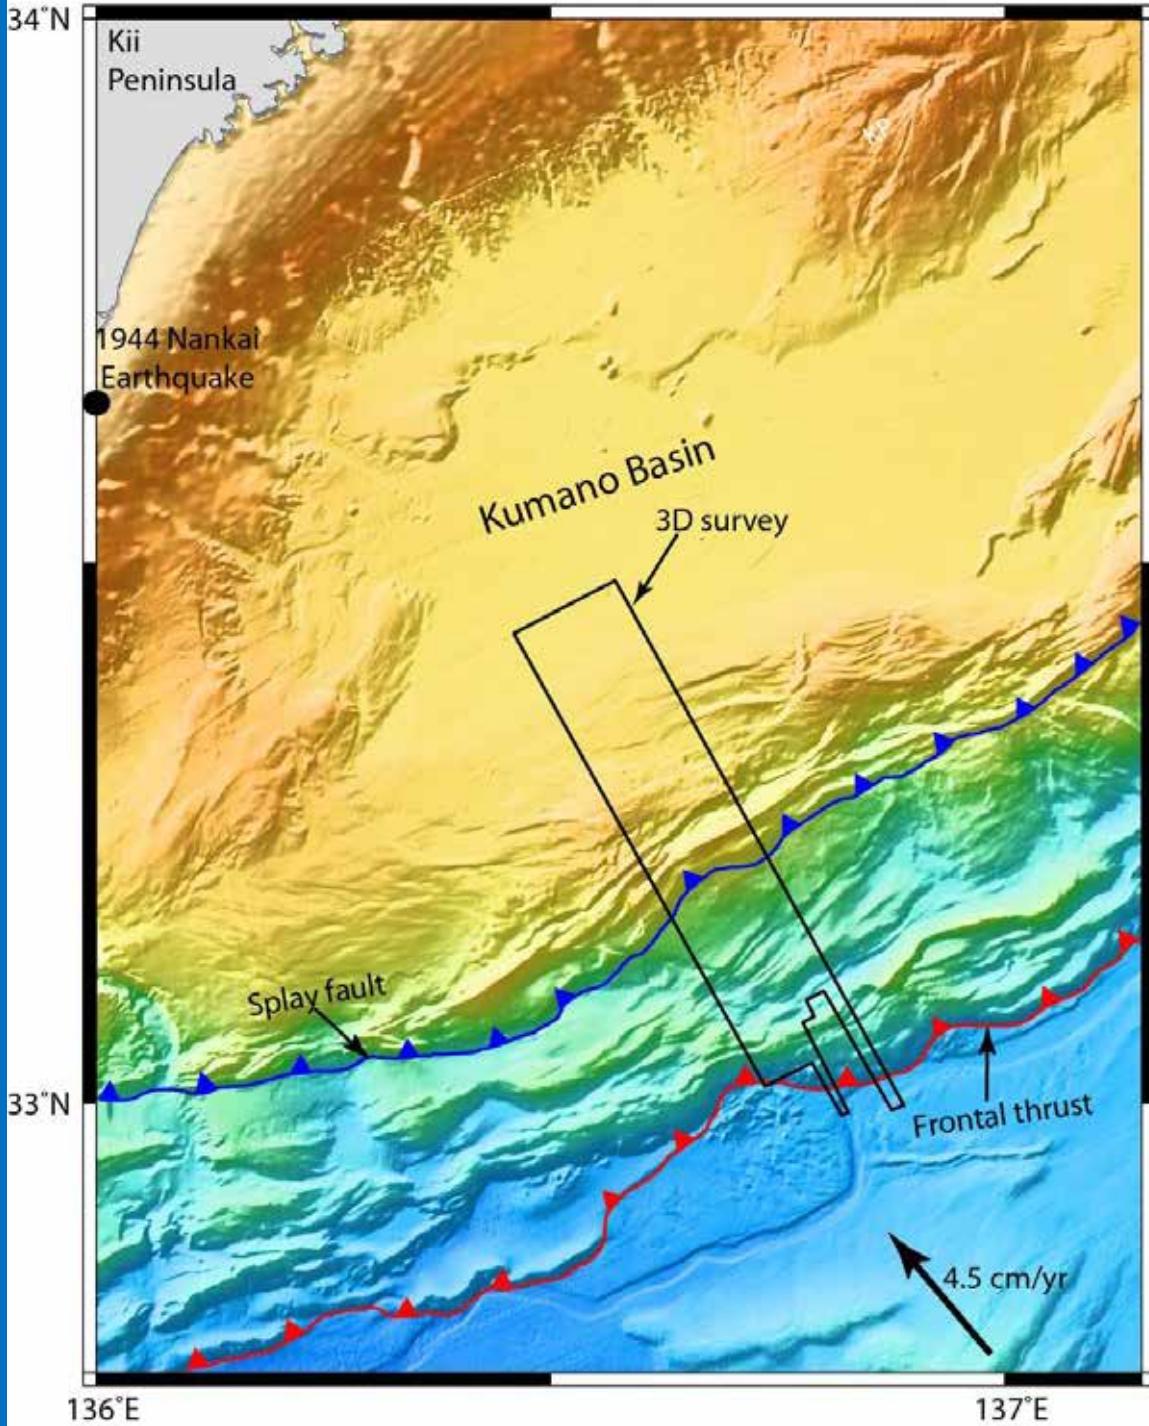 34°N
Kii
Peninsula
1944 Nankai
Earthquake
Kumano Basin
3D survey
Splay fault
33°N
Frontal thrust
4.5 cm/yr
136°E
137°E